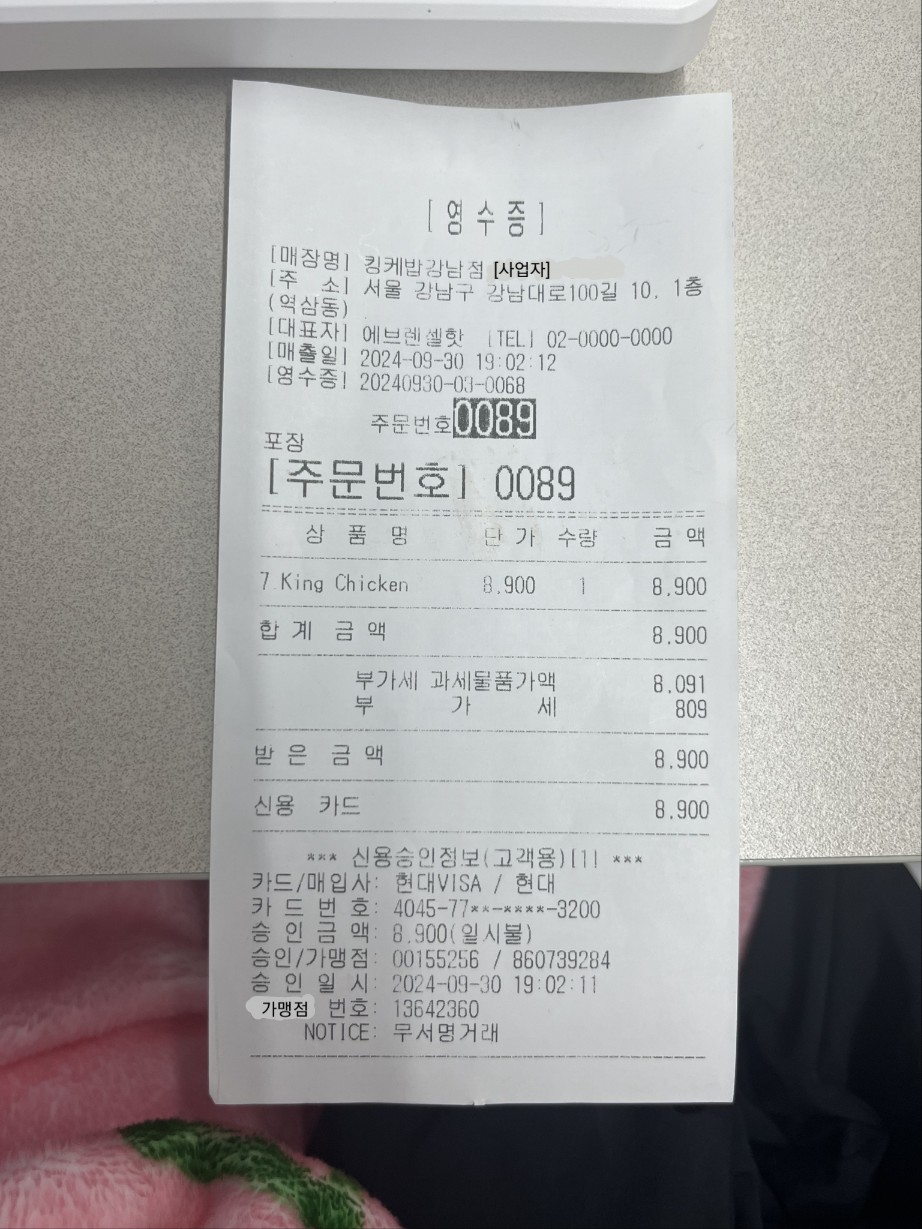 [영수증]
[매장명] 킹케밥강남점 [사업자]
[주 소] 서울 강남구 강남대로100길 10, 1층
(역삼동)
[대표자] 에브렌셀핫 [TEL] 02-0000-0000
[매출일] 2024-09-30 19:02:12
[영수증] 20240930-03-0068
주문번호 0089
포장
[주문번호] 0089
상 품 명 단 가 수량 금 액
7.King Chicken 8,900 1 8,900
합 계 금 액 8,900
부가세 과세물품가액 8,091
부 가 세 809
받 은 금 액 8,900
신용 카드 8,900
*** 신용승인정보(고객용)[1] ***
카드/매입사: 현대VISA / 현대
카 드 번 호: 4045-77**-****-3200
승 인 금 액: 8,900(일시불)
승인/가맹점: 00155256 / 860739284
승 인 일 시: 2024-09-30 19:02:11
가맹점 번호: 13642360
NOTICE: 무서명거래